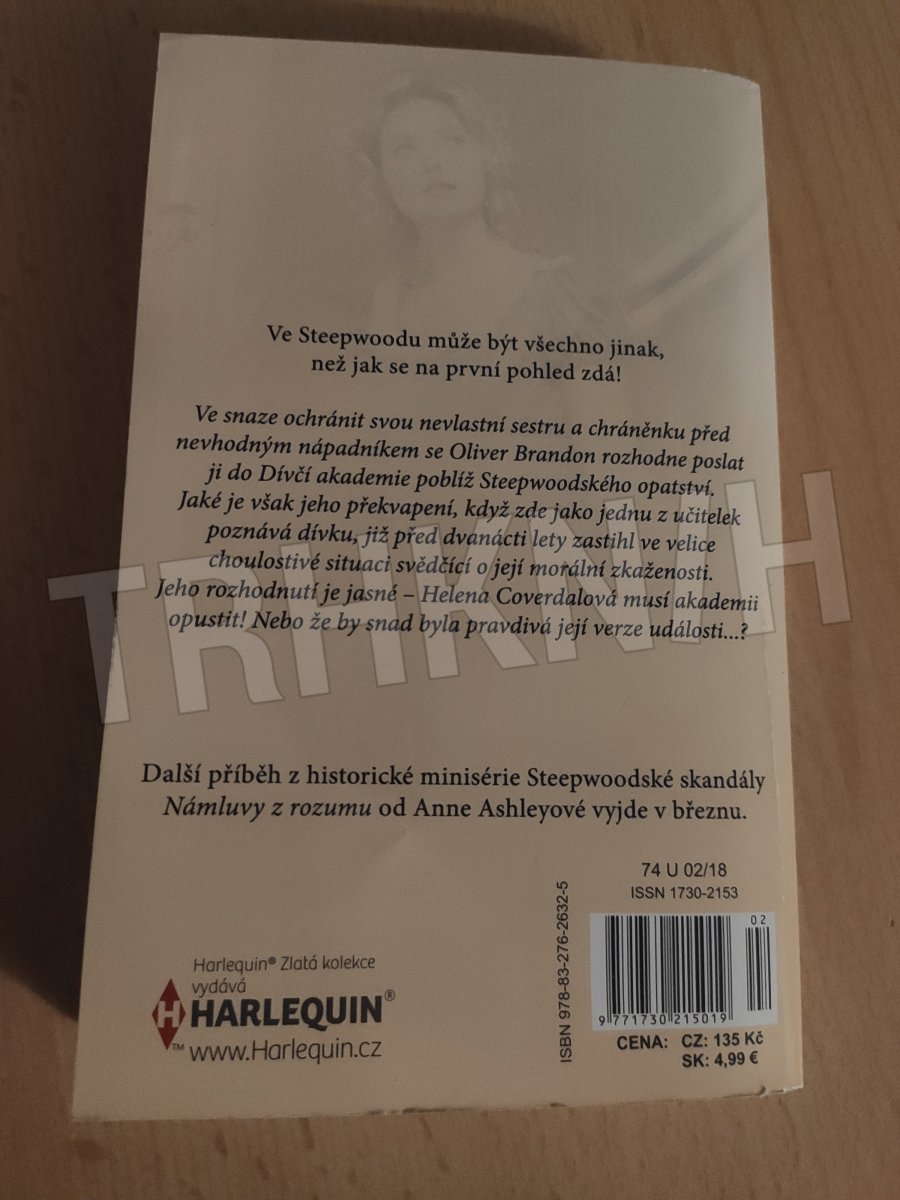 Ve Steepwoodu může být všechno jinak,
než jak se na první pohled zdá!
Ve snaze ochránit svou nevlastní sestru a chráněnku před
nevhodným nápadníkem se Oliver Brandon rozhodne poslat
ji do Dívčí akademie poblíž Steepwoodského opatství.
Jaké je však jeho překvapení, když zde jako jednu z učitelek
poznává dívku, již před dvanácti lety zastihl ve velice
choulostivé situaci svědčící o její morální zkaženosti.
Jeho rozhodnutí je jasné – Helena Coverdalová musí akademii
opustit! Nebo že by snad byla pravdivá její verze události...?
TRHKNIH
Další příběh z historické minisérie Steepwoodské skandály
Námluvy z rozumu od Anne Ashleyové vyjde v březnu.
74 U 02/18
ISSN 1730-2153
ISBN 978-83-276-2632-5
02
9 771730 215019
CENA: CZ: 135 Kč
SK: 4,99 €
Harlequin® Zlatá kolekce
vydává
H HARLEQUIN®
™ www.Harlequin.cz